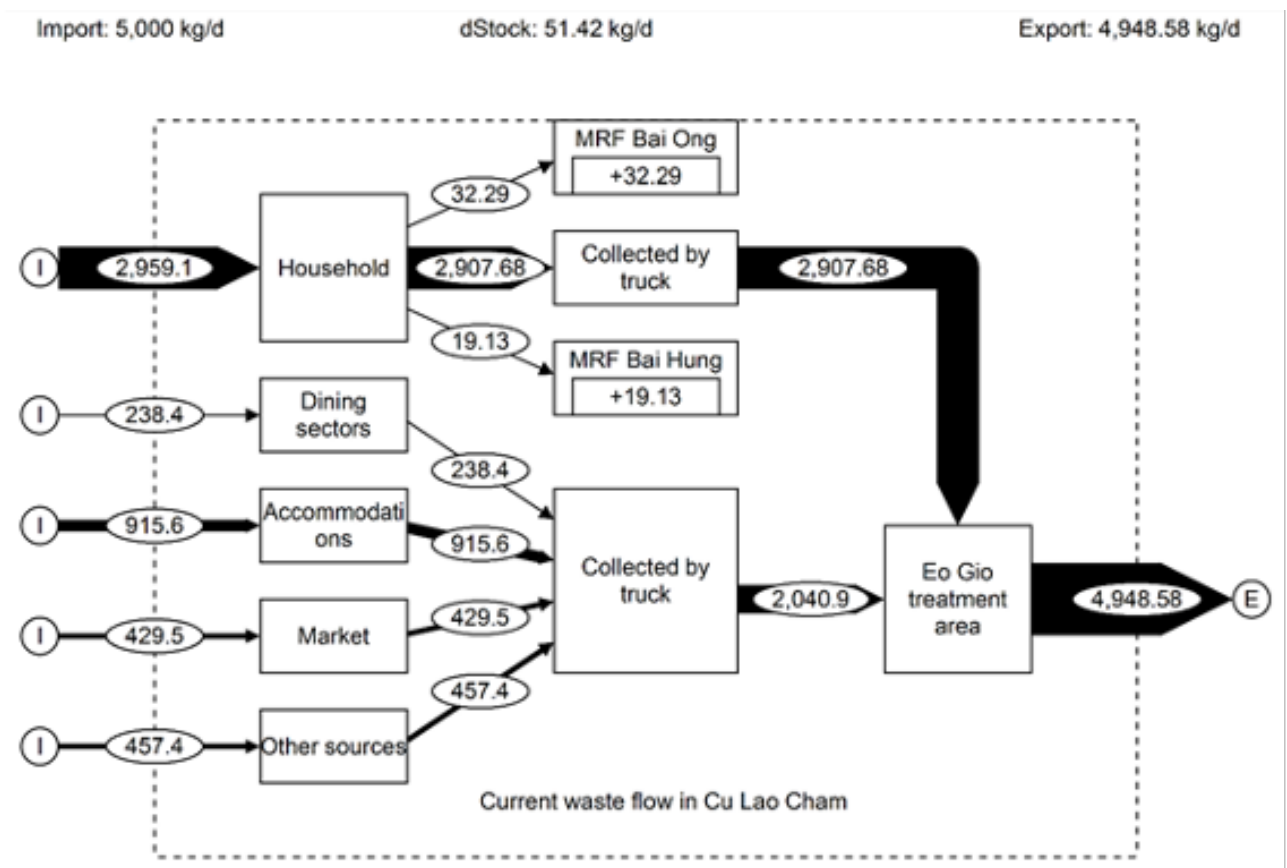 Import: 5,000 kg/d
dStock: 51.42 kg/d
Export: 4,948.58 kg/d
MRF Bai Ong
+32.29
32.29
I
2,959.1
Household
2,907.68
Collected by
truck
2,907.68
19.13
MRF Bai Hung
+19.13
I
238.4
Dining
sectors
238.4
I
915.6
Accommodati
ons
915.6
Collected by
truck
2,040.9
Eo Gio
treatment
area
4,948.58
E
I
429.5
Market
429.5
457.4
I
457.4
Other sources
Current waste flow in Cu Lao Cham